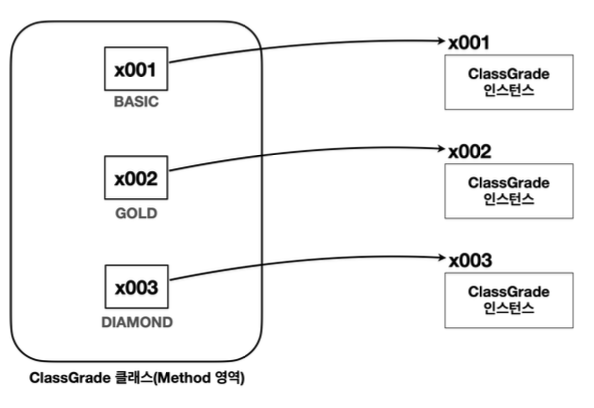 x001
BASIC
x001
ClassGrade
인스턴스
x002
GOLD
x002
ClassGrade
인스턴스
x003
DIAMOND
x003
ClassGrade
인스턴스
ClassGrade 클래스(Method 영역)